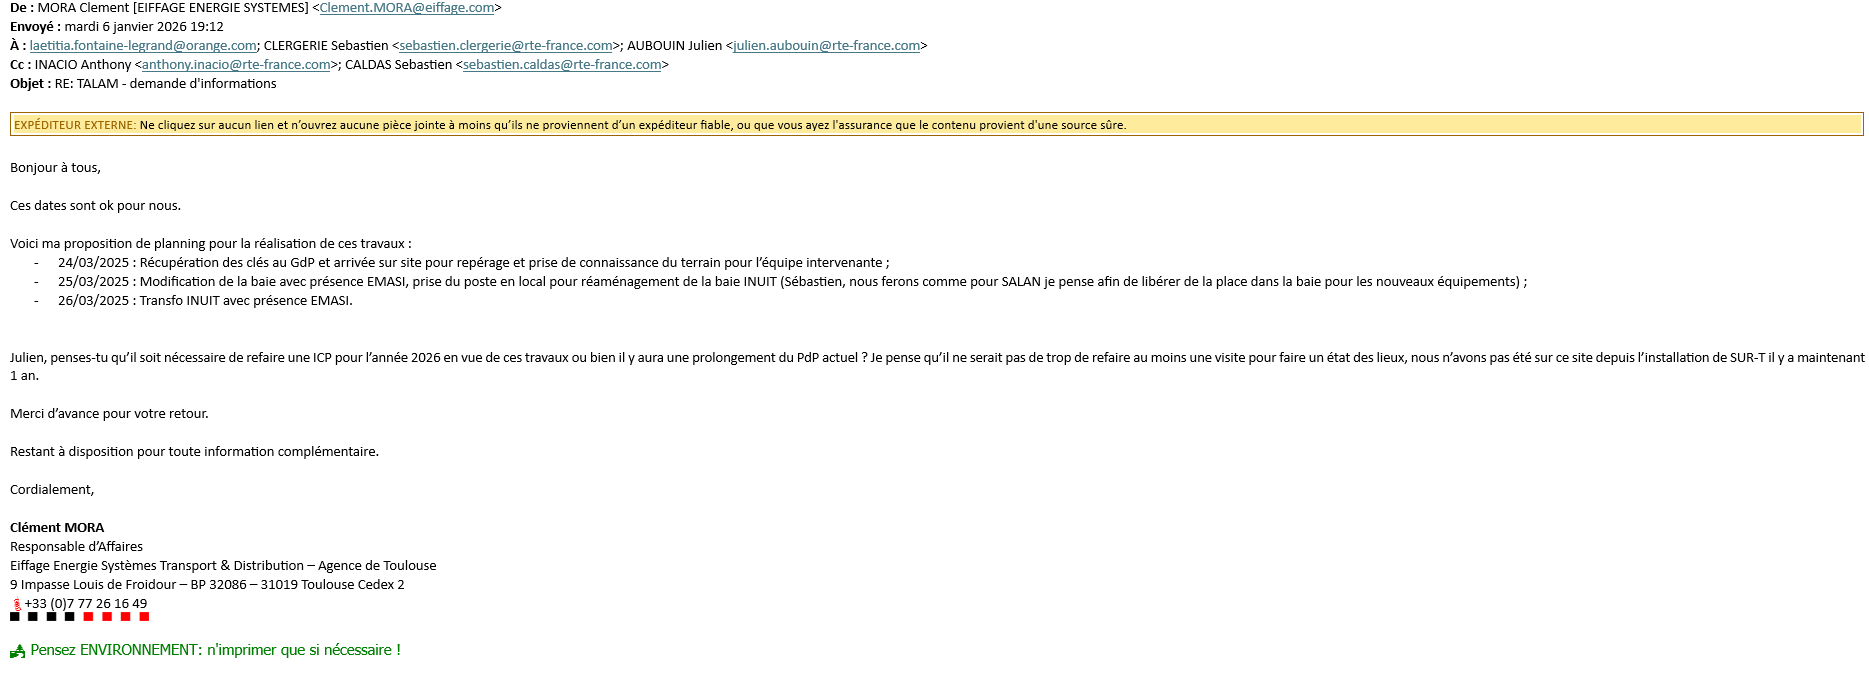 De : MORA Clement [EIFFAGE ENERGIE SYSTEMES] <Clement.MORA@eiffage.com>
Envoyé : mardi 6 janvier 2026 19:12
À : laetitia.fontaine-legrand@orange.com; CLERGERIE Sebastien <sebastien.clergerie@rte-france.com>; AUBOUIN Julien <julien.aubouin@rte-france.com>
Cc : INACIO Anthony <anthony.inacio@rte-france.com>; CALDAS Sebastien <sebastien.caldas@rte-france.com>
Objet : RE: TALAM - demande d'informations
EXPÉDITEUR EXTERNE: Ne cliquez sur aucun lien et n’ouvrez aucune pièce jointe à moins qu’ils ne proviennent d’un expéditeur fiable, ou que vous ayez l'assurance que le contenu provient d'une source sûre.
Bonjour à tous,
Ces dates sont ok pour nous.
Voici ma proposition de planning pour la réalisation de ces travaux :
- 24/03/2025 : Récupération des clés au GdP et arrivée sur site pour repérage et prise de connaissance du terrain pour l’équipe intervenante ;
- 25/03/2025 : Modification de la baie avec présence EMASI, prise du poste en local pour réaménagement de la baie INUIT (Sébastien, nous ferons comme pour SALAN je pense afin de libérer de la place dans la baie pour les nouveaux équipements) ;
- 26/03/2025 : Transfo INUIT avec présence EMASI.
Julien, penses-tu qu’il soit nécessaire de refaire une ICP pour l’année 2026 en vue de ces travaux ou bien il y aura une prolongement du PdP actuel ? Je pense qu’il ne serait pas de trop de refaire au moins une visite pour faire un état des lieux, nous n’avons pas été sur ce site depuis l’installation de SUR-T il y a maintenant
1 an.
Merci d’avance pour votre retour.
Restant à disposition pour toute information complémentaire.
Cordialement,
Clément MORA
Responsable d’Affaires
Eiffage Energie Systèmes Transport & Distribution – Agence de Toulouse
9 Impasse Louis de Froidour – BP 32086 – 31019 Toulouse Cedex 2
+33 (0)7 77 26 16 49
Pensez ENVIRONNEMENT: n'imprimer que si nécessaire !